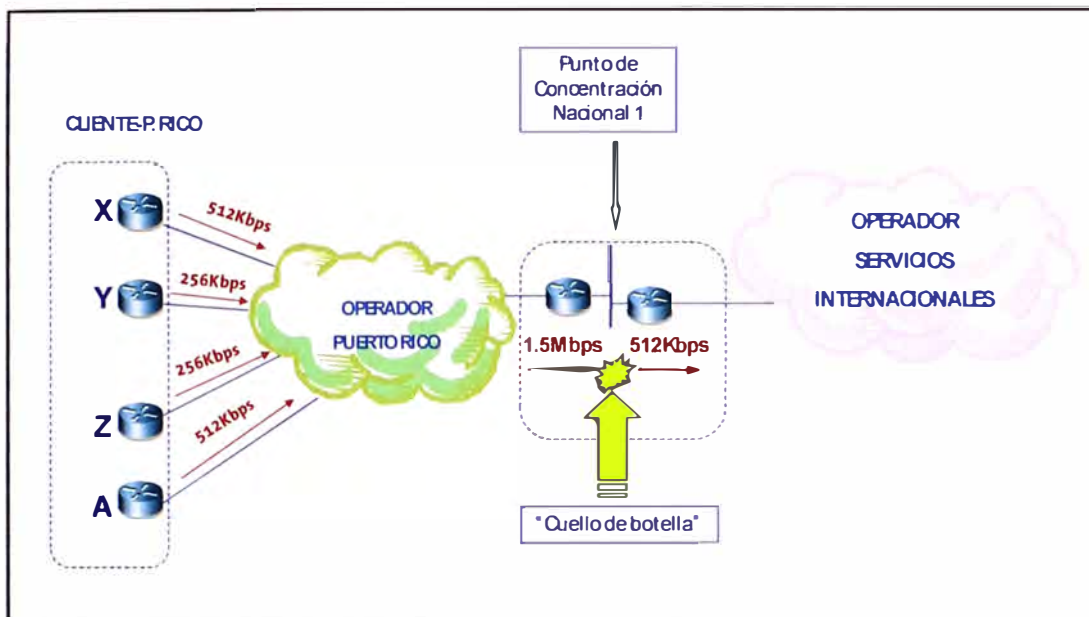 Punto de
Concentración
Nacional 1
CLIENTE-P. RICO
X
512Kbps
Y
256Kbps
Z
256Kbps
A
512Kbps
OPERADOR
PUERTO RICO
1.5Mbps
512Kbps
OPERADOR
SERVICIOS
INTERNACIONALES
"Cuello de botella"